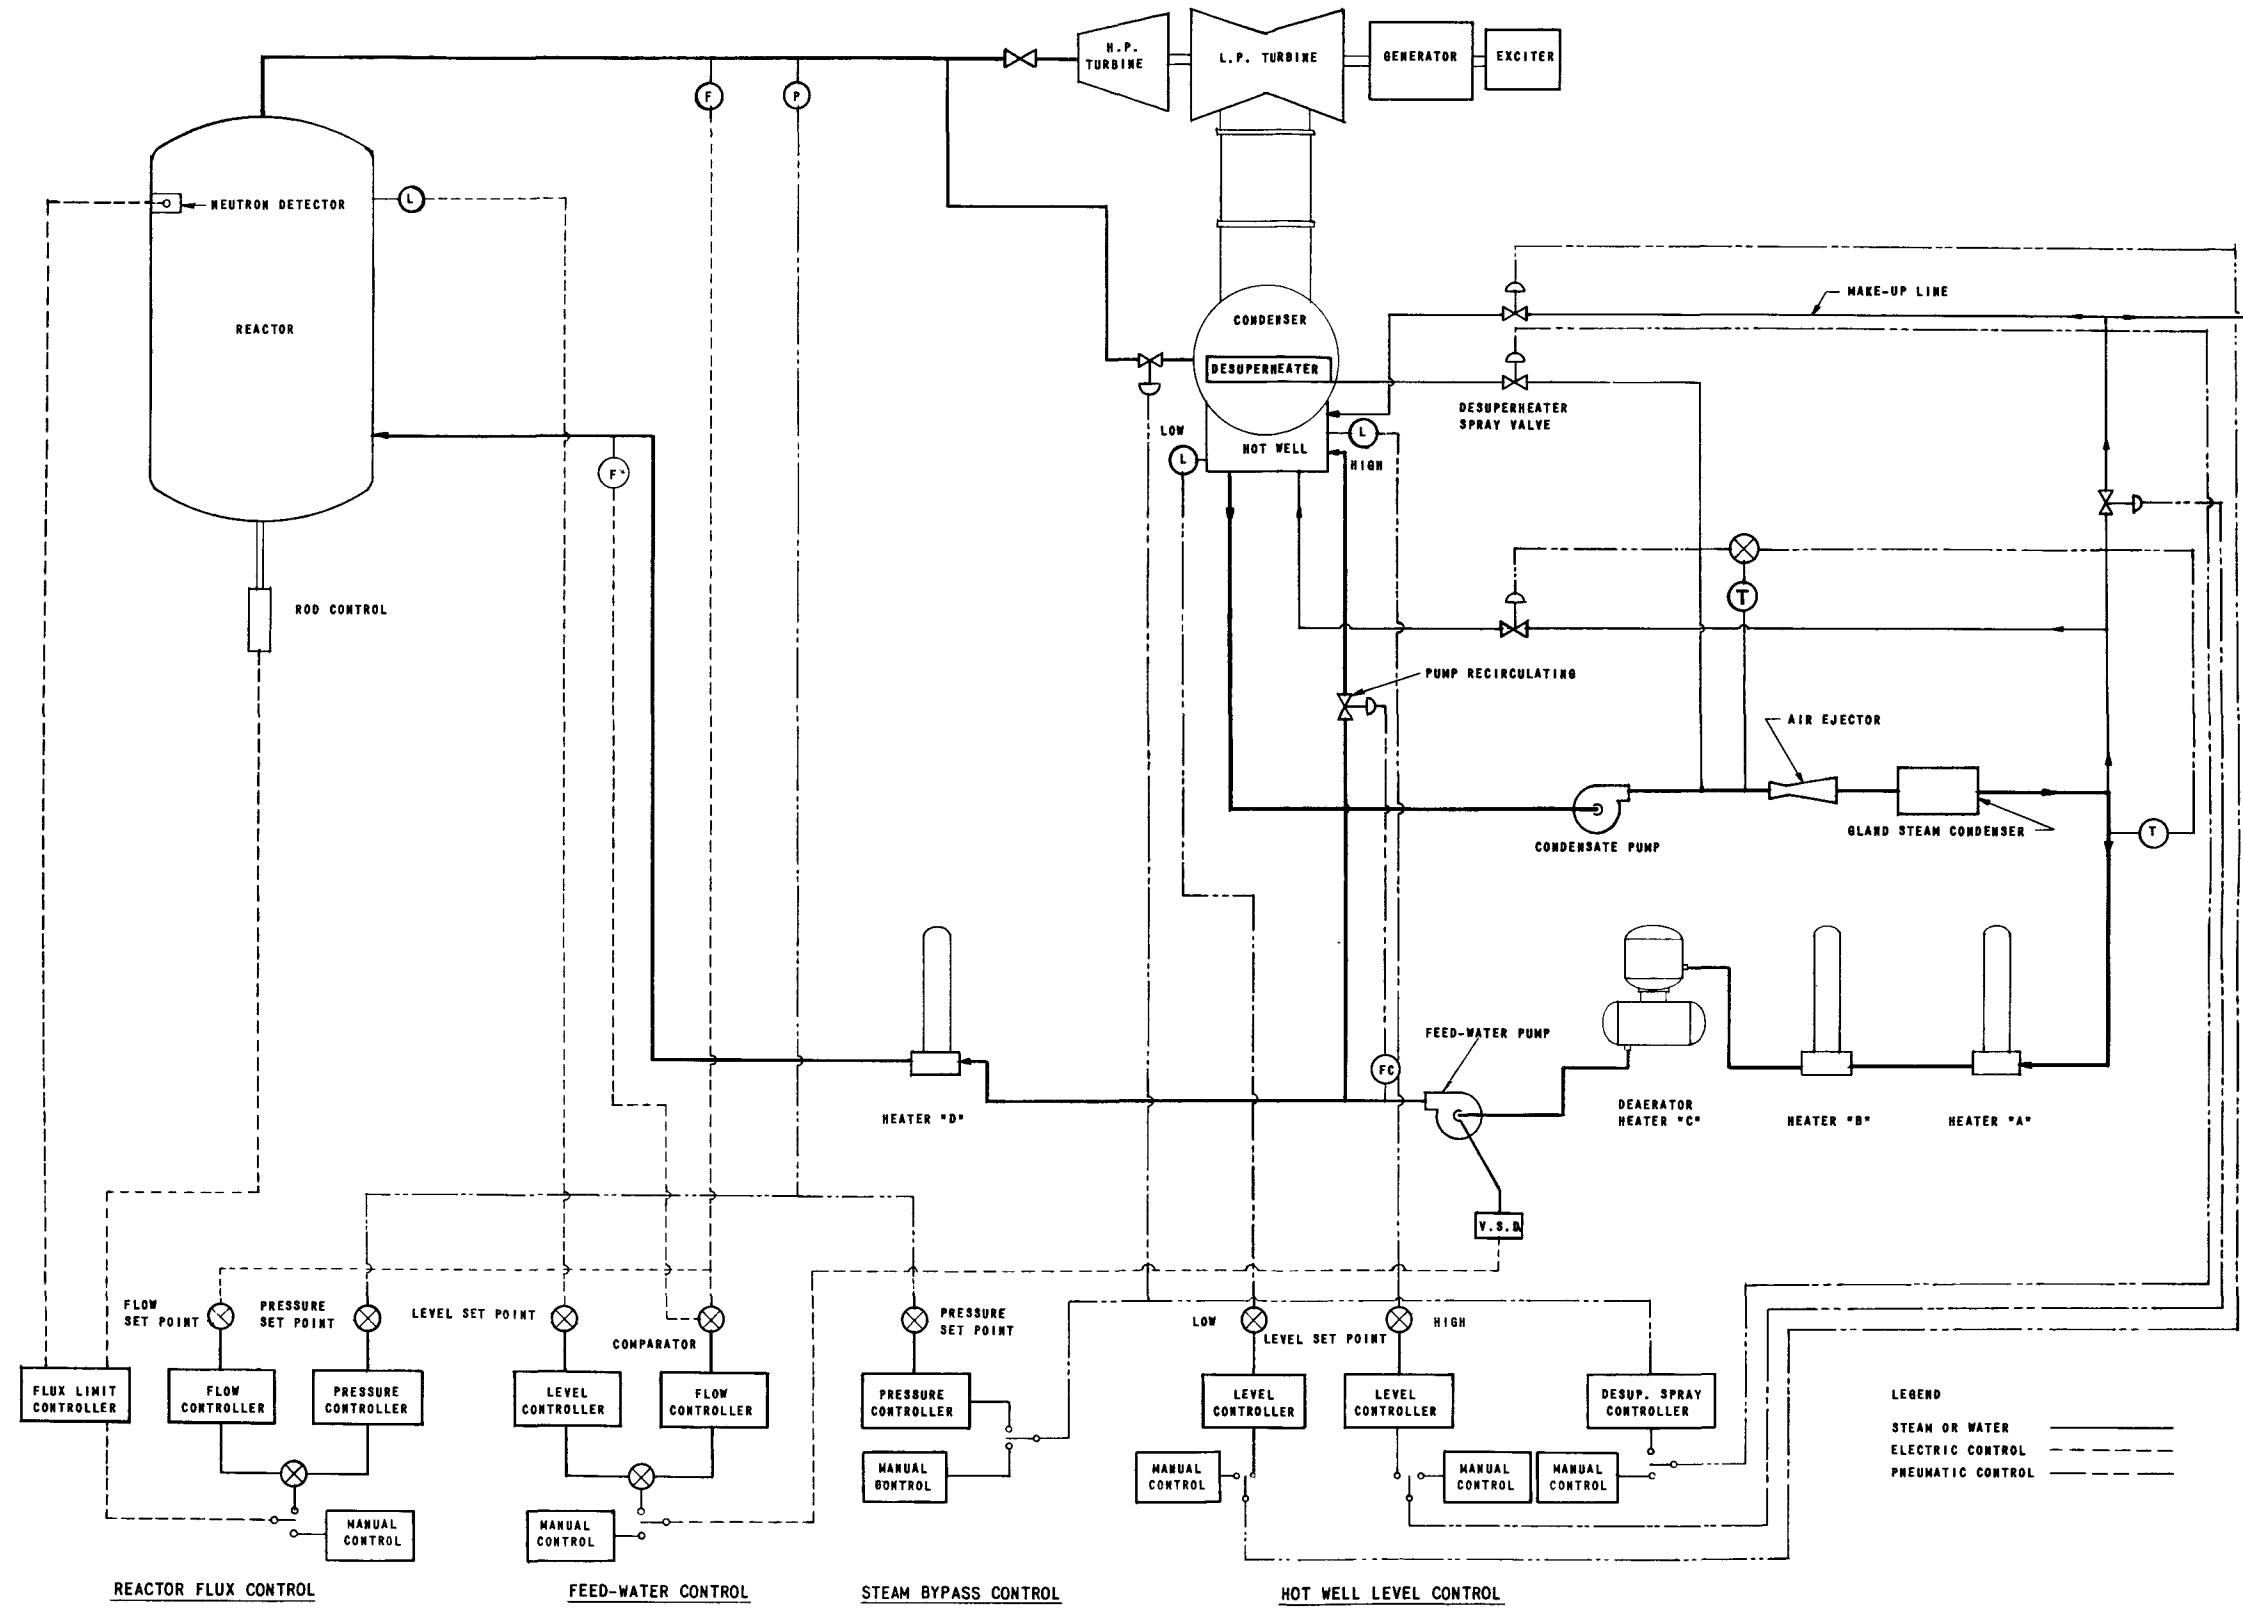 H.P.
TURBINE
L.P. TURBINE
GENERATOR
EXCITER
F
P
NEUTRON DETECTOR
L
REACTOR
MAKE-UP LINE
CONDENSER
DESUPERHEATER
DESUPERHEATER
SPRAY VALVE
LOW
L
HOT WELL
L
HIGH
F
T
ROD CONTROL
PUMP RECIRCULATING
AIR EJECTOR
GLAND STEAM CONDENSER
T
CONDENSATE PUMP
FEED-WATER PUMP
FC
HEATER "D"
DEAERATOR
HEATER "C"
HEATER "B"
HEATER "A"
V.S.D.
FLOW
SET POINT
PRESSURE
SET POINT
LEVEL SET POINT
COMPARATOR
PRESSURE
SET POINT
LOW
LEVEL SET POINT
HIGH
FLUX LIMIT
CONTROLLER
FLOW
CONTROLLER
PRESSURE
CONTROLLER
LEVEL
CONTROLLER
FLOW
CONTROLLER
PRESSURE
CONTROLLER
LEVEL
CONTROLLER
LEVEL
CONTROLLER
DESUP. SPRAY
CONTROLLER
LEGEND
STEAM OR WATER
ELECTRIC CONTROL
PNEUMATIC CONTROL
MANUAL
CONTROL
MANUAL
CONTROL
MANUAL
CONTROL
MANUAL
CONTROL
MANUAL
CONTROL
MANUAL
CONTROL
REACTOR FLUX CONTROL
FEED-WATER CONTROL
STEAM BYPASS CONTROL
HOT WELL LEVEL CONTROL